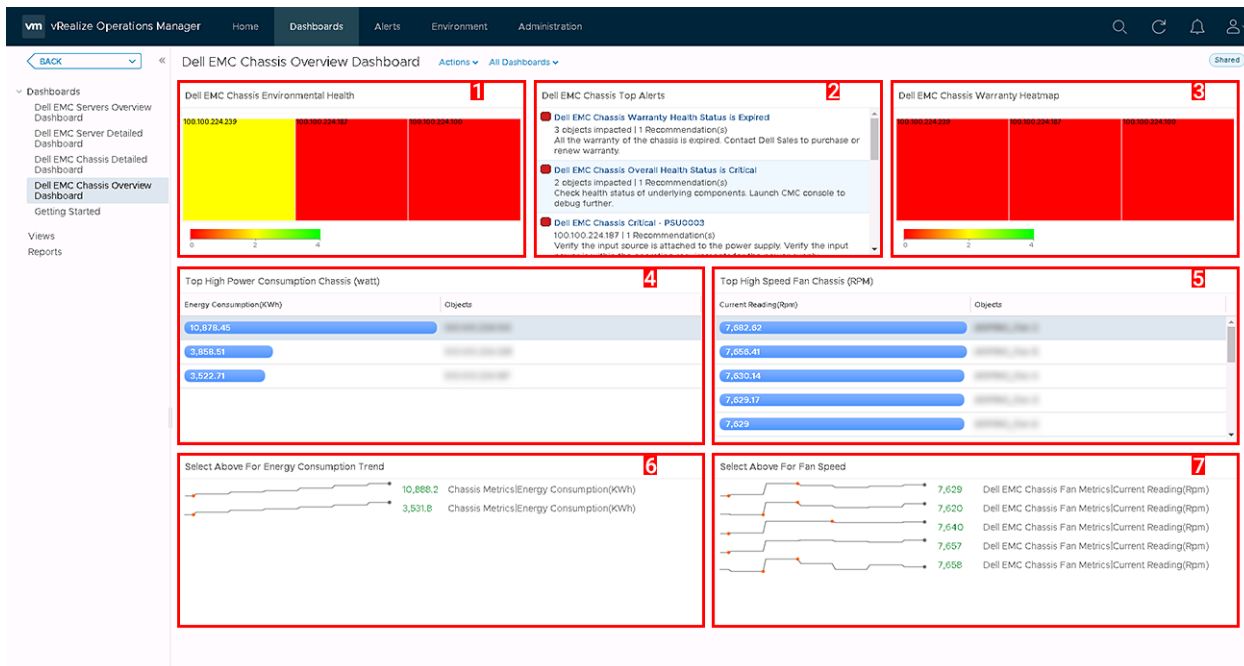 vm vRealize Operations Manager Home Dashboards Alerts Environment Administration
BACK
Dell EMC Chassis Overview Dashboard Actions All Dashboards Shared
Dashboards
Dell EMC Servers Overview
Dashboard
Dell EMC Server Detailed
Dashboard
Dell EMC Chassis Detailed
Dashboard
Dell EMC Chassis Overview
Dashboard
Getting Started
Views
Reports
Dell EMC Chassis Environmental Health 1
100.100.224.239 100.100.224.187 100.100.224.180
0 2 4
Dell EMC Chassis Top Alerts 2
Dell EMC Chassis Warranty Health Status is Expired
3 objects impacted | 1 Recommendation(s)
All the warranty of the chassis is expired. Contact Dell Sales to purchase or
renew warranty.
Dell EMC Chassis Overall Health Status is Critical
2 objects impacted | 1 Recommendation(s)
Check health status of underlying components. Launch CMC console to
debug further.
Dell EMC Chassis Critical - PSU0003
100.100.224.187 | 1 Recommendation(s)
Verify the input source is attached to the power supply. Verify the input
power is within the operating requirements for the power supply.
Dell EMC Chassis Warranty Heatmap 3
100.100.224.239 100.100.224.187 100.100.224.180
0 2 4
Top High Power Consumption Chassis (watt) 4
Energy Consumption(KWh) Objects
10,878.45
3,858.51
3,522.71
Top High Speed Fan Chassis (RPM) 5
Current Reading(Rpm) Objects
7,682.62
7,656.41
7,630.14
7,629.17
7,629
Select Above For Energy Consumption Trend 6
10,888.2 Chassis Metrics|Energy Consumption(KWh)
3,531.8 Chassis Metrics|Energy Consumption(KWh)
Select Above For Fan Speed 7
7,629 Dell EMC Chassis Fan Metrics|Current Reading(Rpm)
7,620 Dell EMC Chassis Fan Metrics|Current Reading(Rpm)
7,640 Dell EMC Chassis Fan Metrics|Current Reading(Rpm)
7,657 Dell EMC Chassis Fan Metrics|Current Reading(Rpm)
7,658 Dell EMC Chassis Fan Metrics|Current Reading(Rpm)